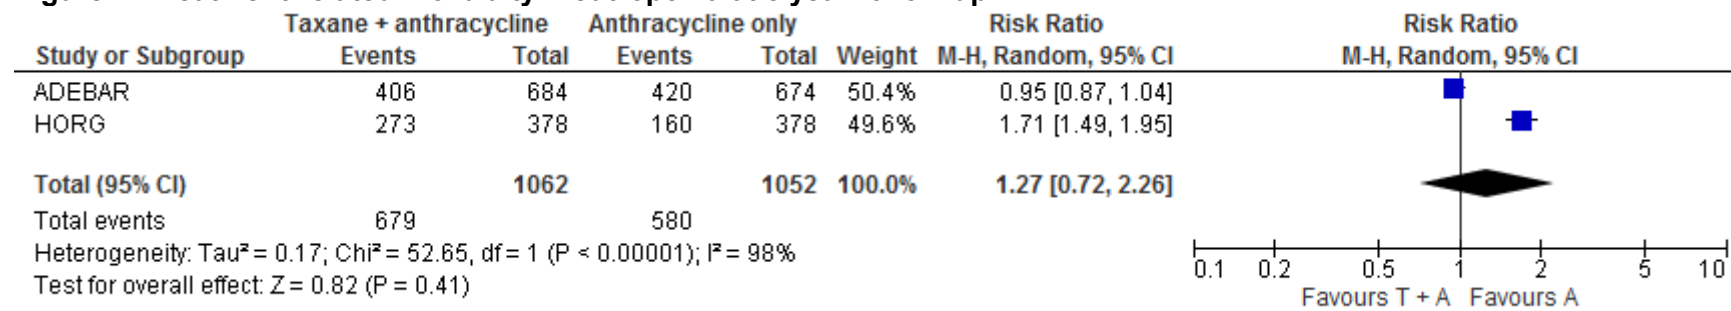 Taxane + anthracycline Anthracycline only Risk Ratio Risk Ratio
Study or Subgroup Events Total Events Total Weight M-H, Random, 95% CI M-H, Random, 95% CI
ADEBAR 406 684 420 674 50.4% 0.95 [0.87, 1.04]
HORG 273 378 160 378 49.6% 1.71 [1.49, 1.95]
Total (95% CI) 1062 1052 100.0% 1.27 [0.72, 2.26]
Total events 679 580
Heterogeneity: Tau² = 0.17; Chi² = 52.65, df = 1 (P < 0.00001); I² = 98%
Test for overall effect: Z = 0.82 (P = 0.41)
0.1 0.2 0.5 1 2 5 10
Favours T + A Favours A